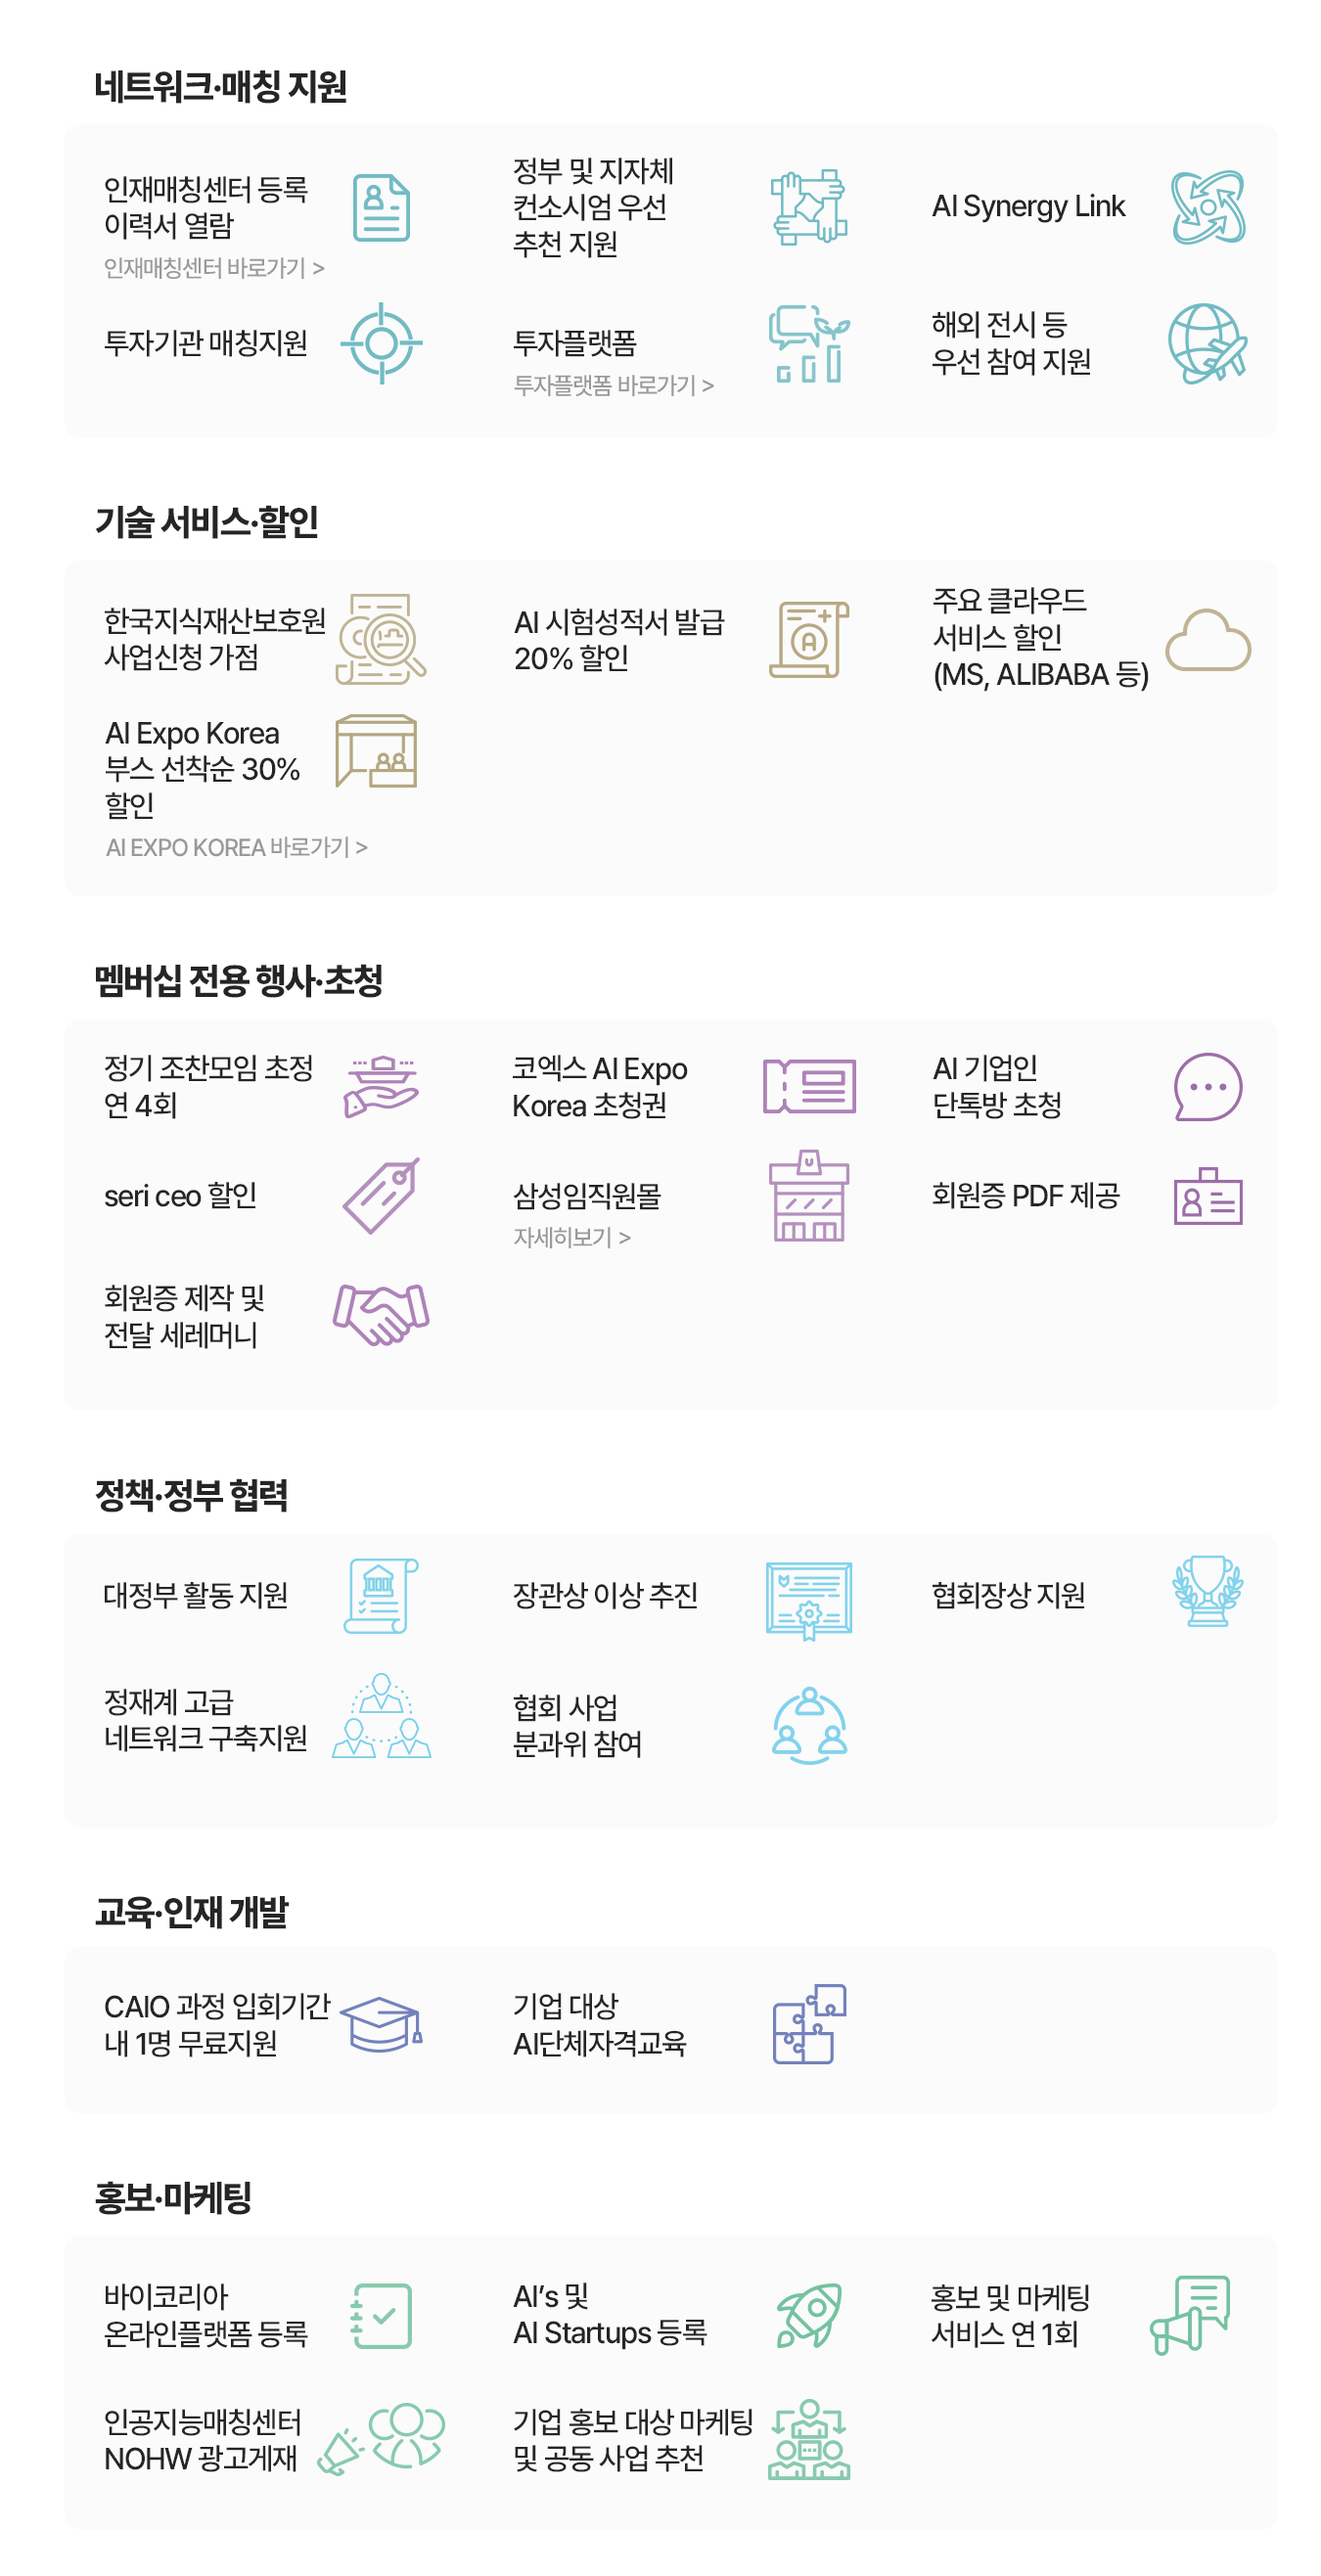 네트워크·매칭 지원
인재매칭센터 등록
이력서 열람
인재매칭센터 바로가기 >
정부 및 지자체
컨소시엄 우선
추천 지원
AI Synergy Link
투자기관 매칭지원
투자플랫폼
투자플랫폼 바로가기 >
해외 전시 등
우선 참여 지원
기술 서비스·할인
한국지식재산보호원
사업신청 가점
AI 시험성적서 발급
20% 할인
주요 클라우드
서비스 할인
(MS, ALIBABA 등)
AI Expo Korea
부스 선착순 30%
할인
AI EXPO KOREA 바로가기 >
멤버십 전용 행사·초청
정기 조찬모임 초정
연 4회
코엑스 AI Expo
Korea 초청권
AI 기업인
단톡방 초청
seri ceo 할인
삼성임직원몰
자세히보기 >
회원증 PDF 제공
회원증 제작 및
전달 세레머니
정책·정부 협력
대정부 활동 지원
장관상 이상 추진
협회장상 지원
정재계 고급
네트워크 구축지원
협회 사업
분과위 참여
교육·인재 개발
CAIO 과정 입회기간
내 1명 무료지원
기업 대상
AI단체자격교육
홍보·마케팅
바이코리아
온라인플랫폼 등록
AI’s 및
AI Startups 등록
홍보 및 마케팅
서비스 연 1회
인공지능매칭센터
NOHW 광고게재
기업 홍보 대상 마케팅
및 공동 사업 추천